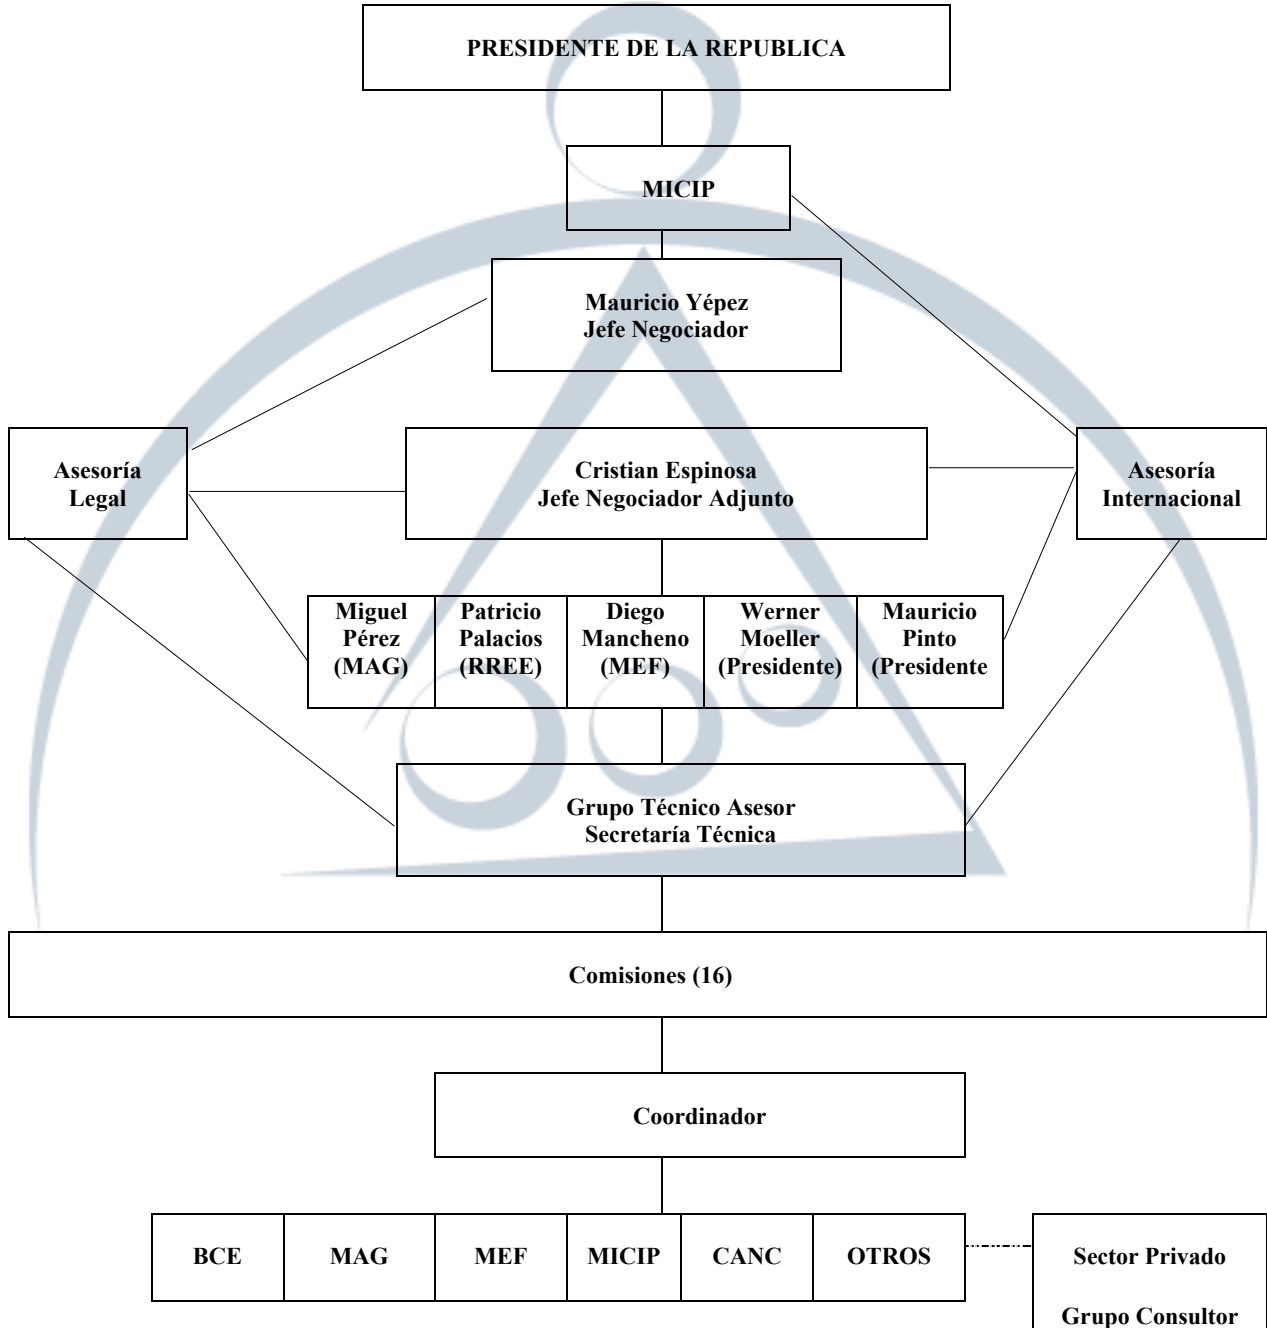 PRESIDENTE DE LA REPUBLICA
MICIP
Mauricio Yépez
Jefe Negociador
Asesoría
Legal
Cristian Espinosa
Jefe Negociador Adjunto
Asesoría
Internacional
Miguel
Pérez
(MAG)
Patricio
Palacios
(RREE)
Diego
Mancheno
(MEF)
Werner
Moeller
(Presidente)
Mauricio
Pinto
(Presidente
Grupo Técnico Asesor
Secretaría Técnica
Comisiones (16)
Coordinador
BCE
MAG
MEF
MICIP
CANC
OTROS
Sector Privado
Grupo Consultor